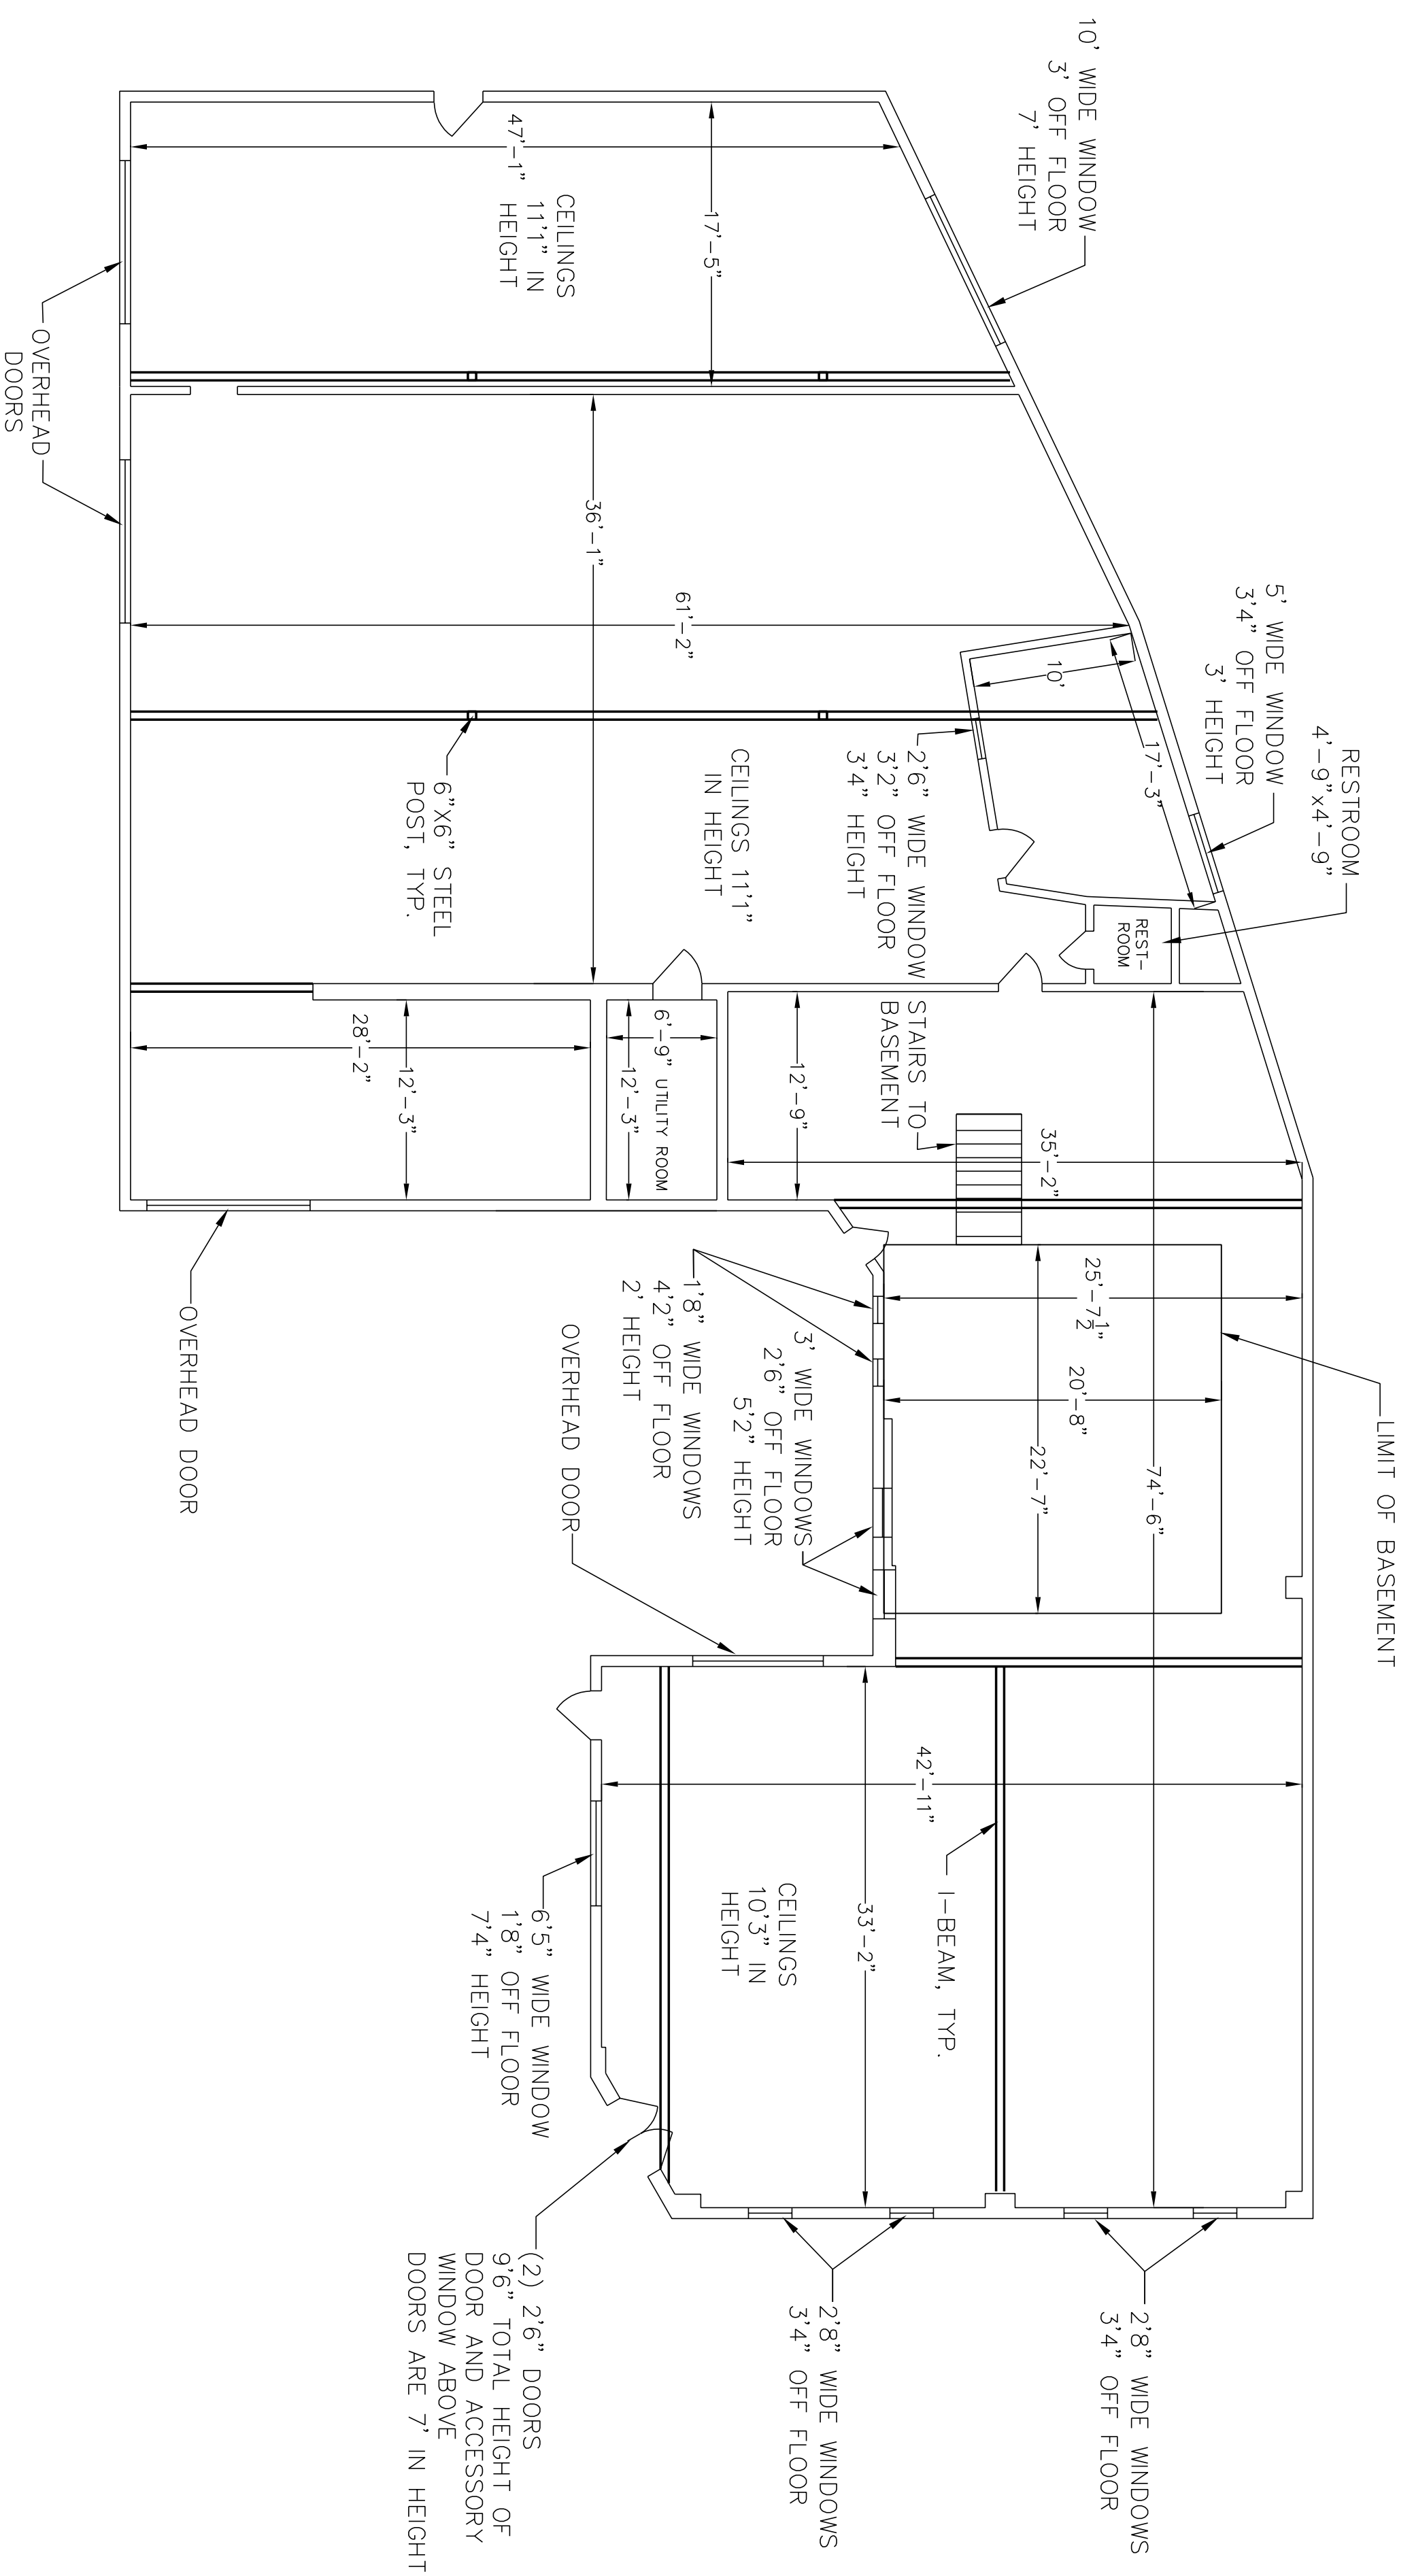 10' WIDE WINDOW
3' OFF FLOOR
7' HEIGHT
47'-1"
CEILINGS
11'1" IN
HEIGHT
17'-5"
OVERHEAD
DOORS
36'-1"
61'-2"
5' WIDE WINDOW
3'4" OFF FLOOR
3' HEIGHT
RESTROOM
4'-9"x4'-9"
10'
17'-3"
2'6" WIDE WINDOW
3'2" OFF FLOOR
3'4" HEIGHT
CEILINGS 11'1"
IN HEIGHT
6"X6" STEEL
POST, TYP.
REST-
ROOM
STAIRS TO
BASEMENT
28'-2"
12'-3"
6'-9"
UTILITY ROOM
12'-3"
12'-9"
35'-2"
OVERHEAD DOOR
LIMIT OF BASEMENT
25'-7 1/2"
20'-8"
22'-7"
74'-6"
1'8" WIDE WINDOWS
4'2" OFF FLOOR
2' HEIGHT
3' WIDE WINDOWS
2'6" OFF FLOOR
5'2" HEIGHT
OVERHEAD DOOR
42'-11"
I-BEAM, TYP.
33'-2"
CEILINGS
10'3" IN
HEIGHT
6'5" WIDE WINDOW
1'8" OFF FLOOR
7'4" HEIGHT
2'8" WIDE WINDOWS
3'4" OFF FLOOR
2'8" WIDE WINDOWS
3'4" OFF FLOOR
(2) 2'6" DOORS
9'6" TOTAL HEIGHT OF
DOOR AND ACCESSORY
WINDOW ABOVE
DOORS ARE 7' IN HEIGHT